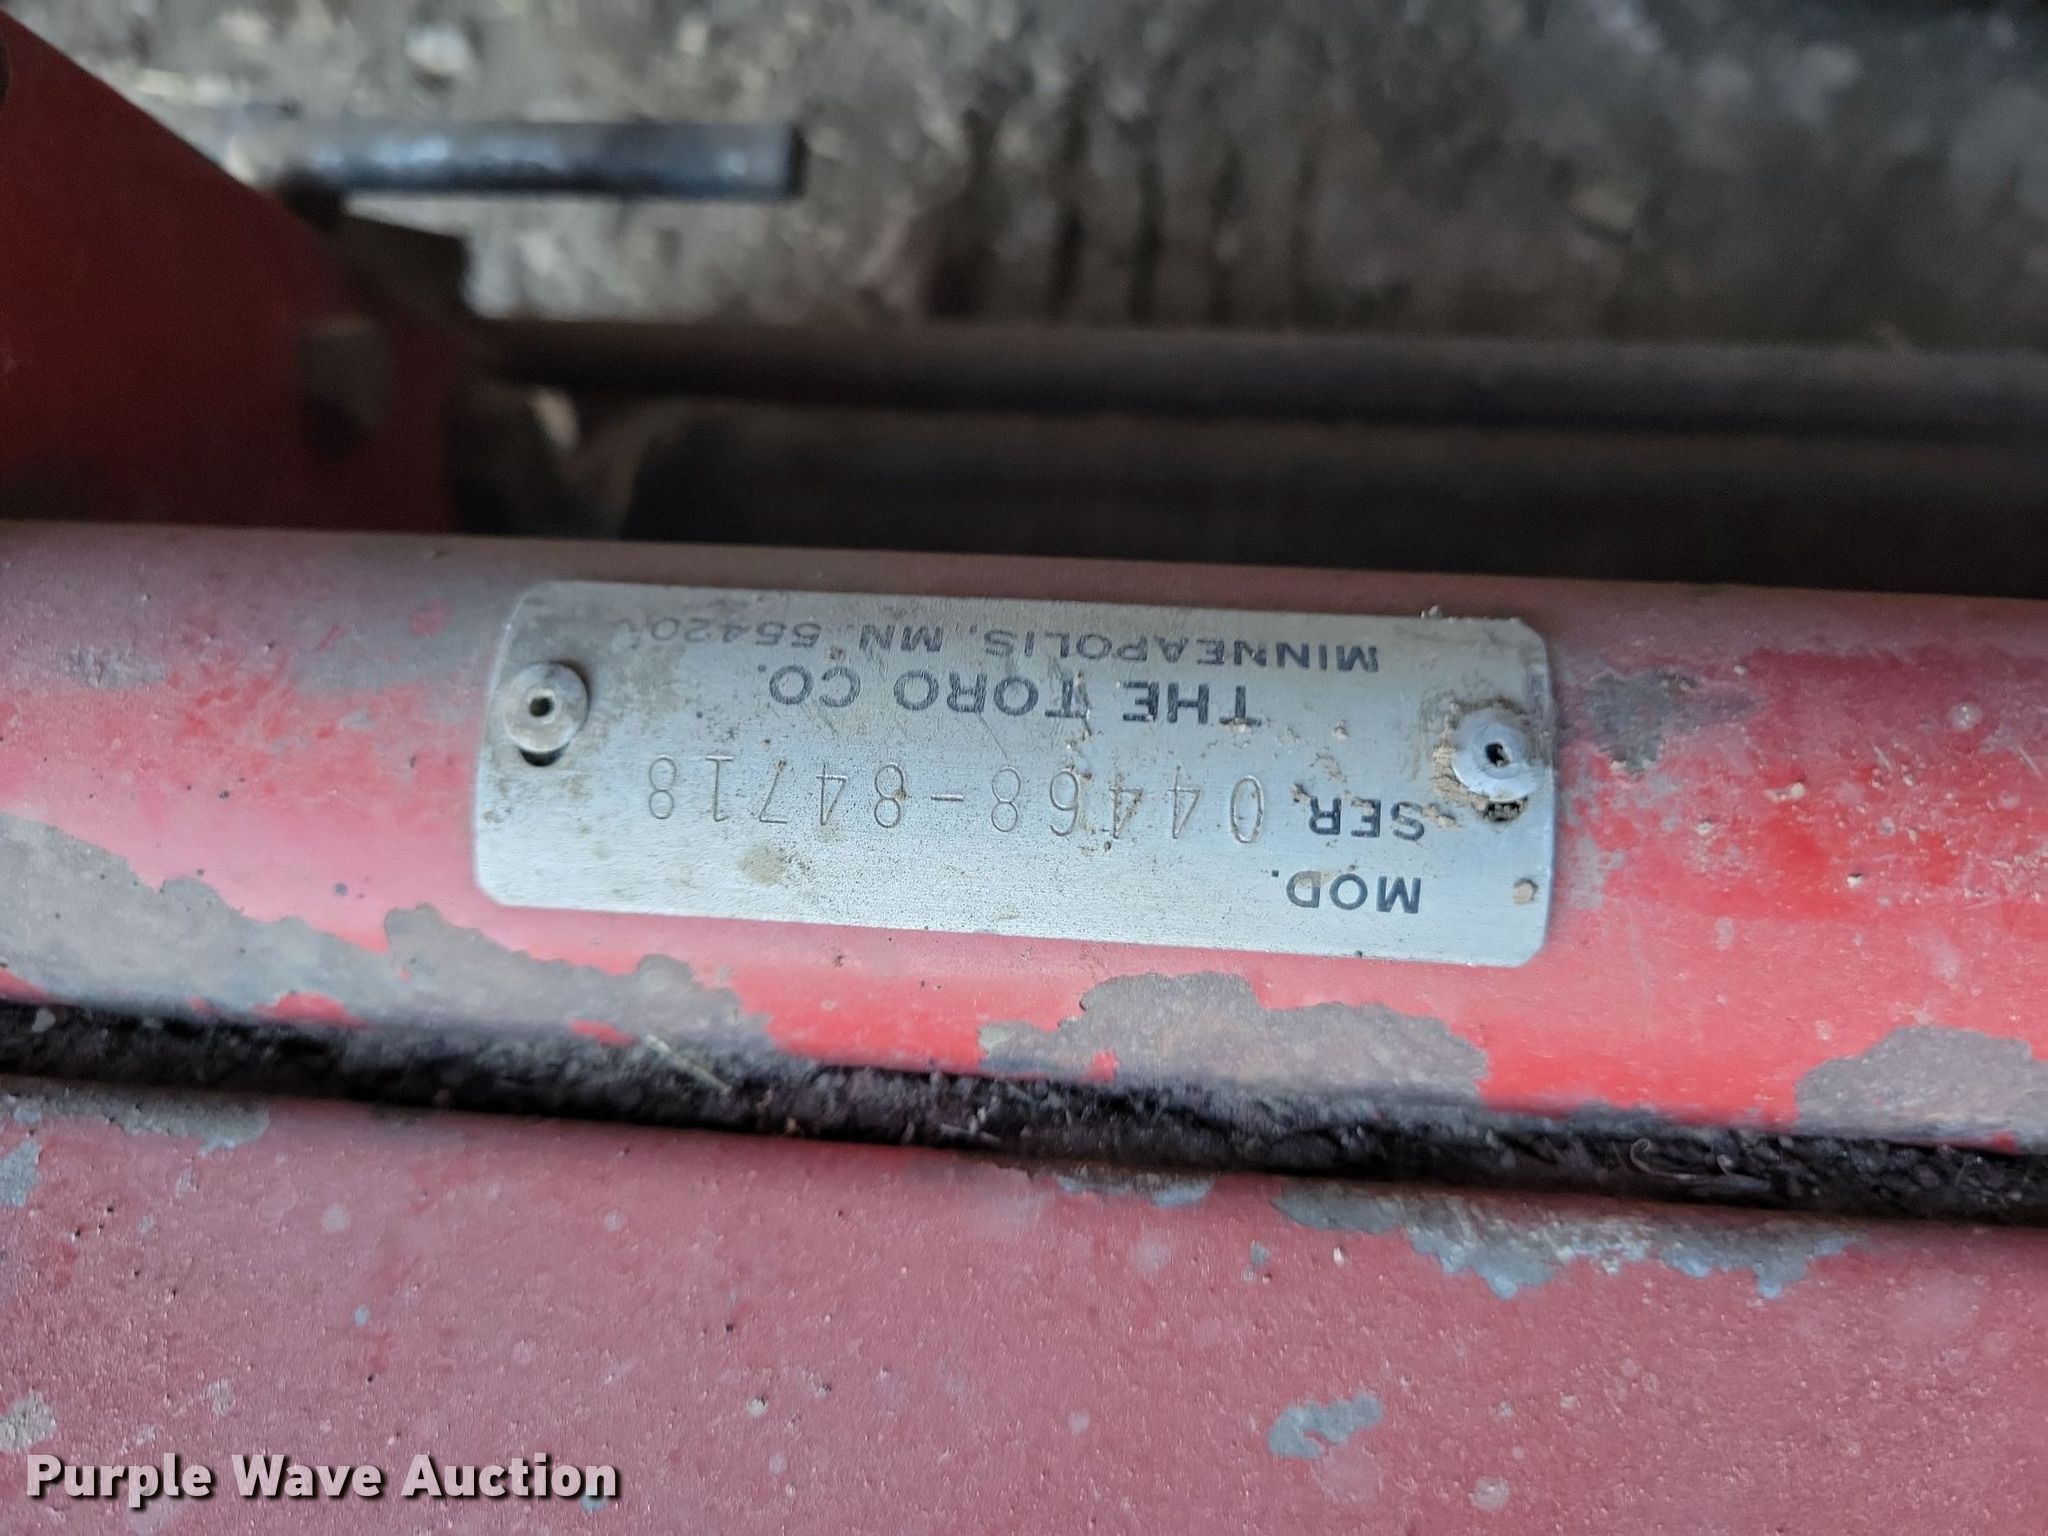 MOD.
SER. 04468-84718
THE TORO CO.
MINNEAPOLIS, MN. 55420
Purple Wave Auction